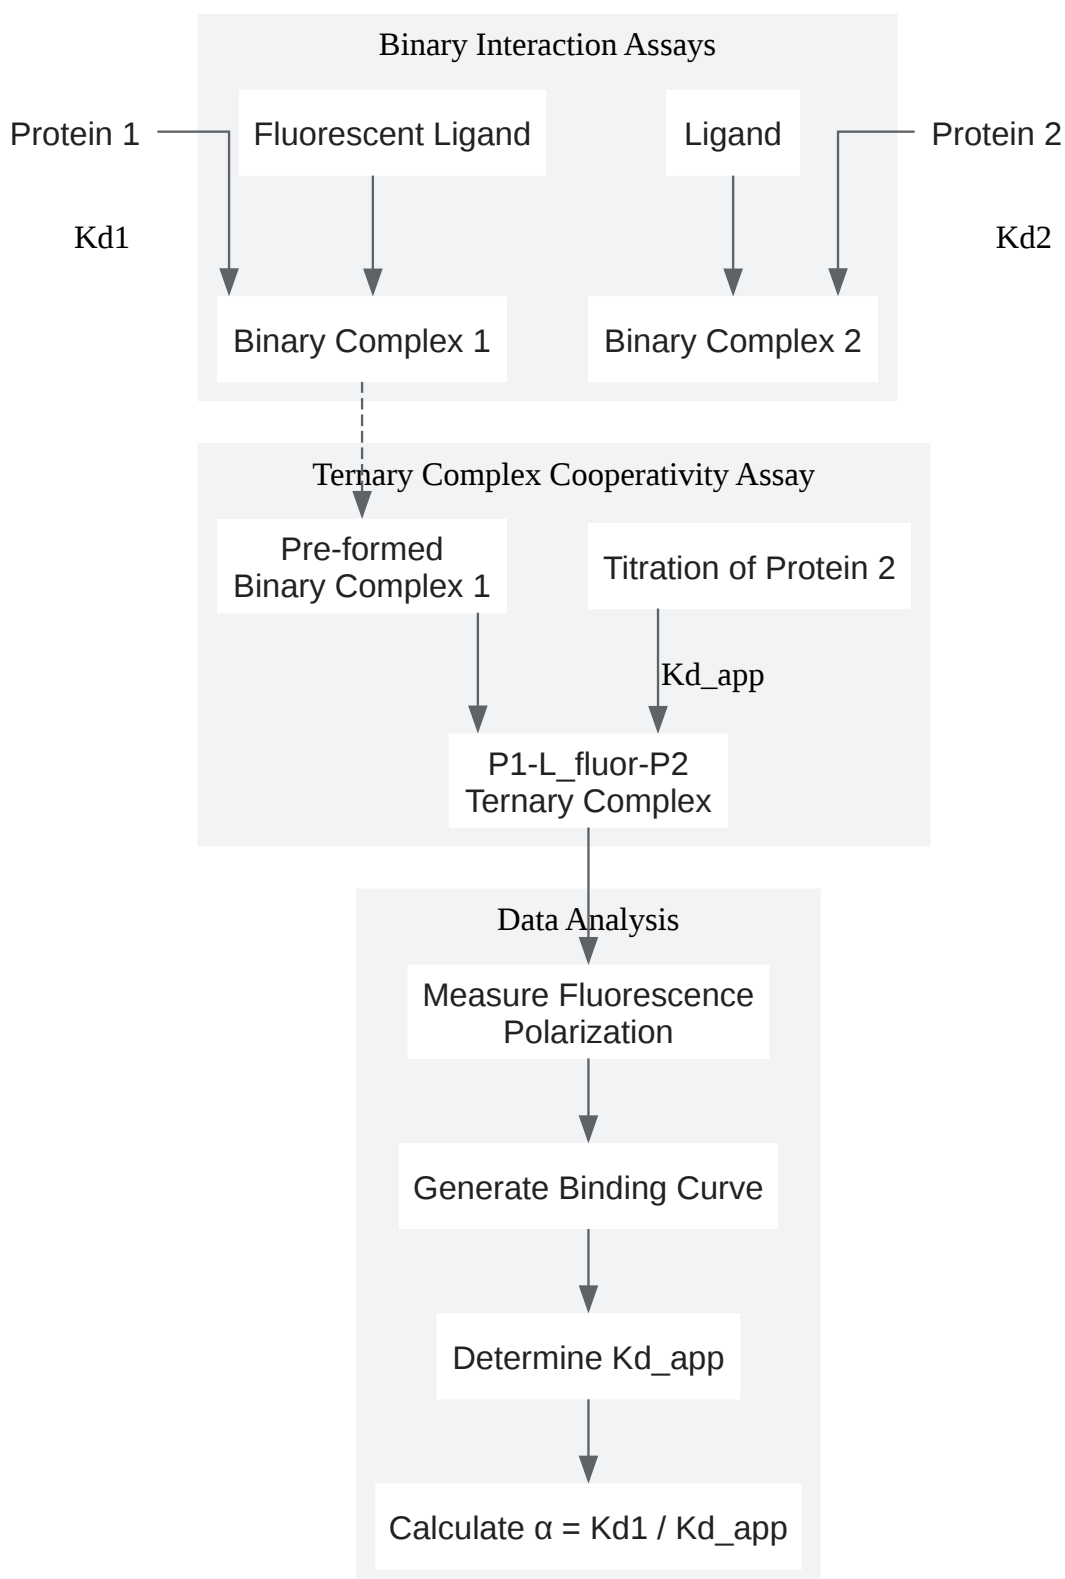 Binary Interaction Assays
Protein 1
Fluorescent Ligand
Ligand
Protein 2
Kd1
Kd2
Binary Complex 1
Binary Complex 2
Ternary Complex Cooperativity Assay
Pre-formed
Binary Complex 1
Titration of Protein 2
Kd_app
P1-L_fluor-P2
Ternary Complex
Data Analysis
Measure Fluorescence
Polarization
Generate Binding Curve
Determine Kd_app
Calculate α = Kd1 / Kd_app